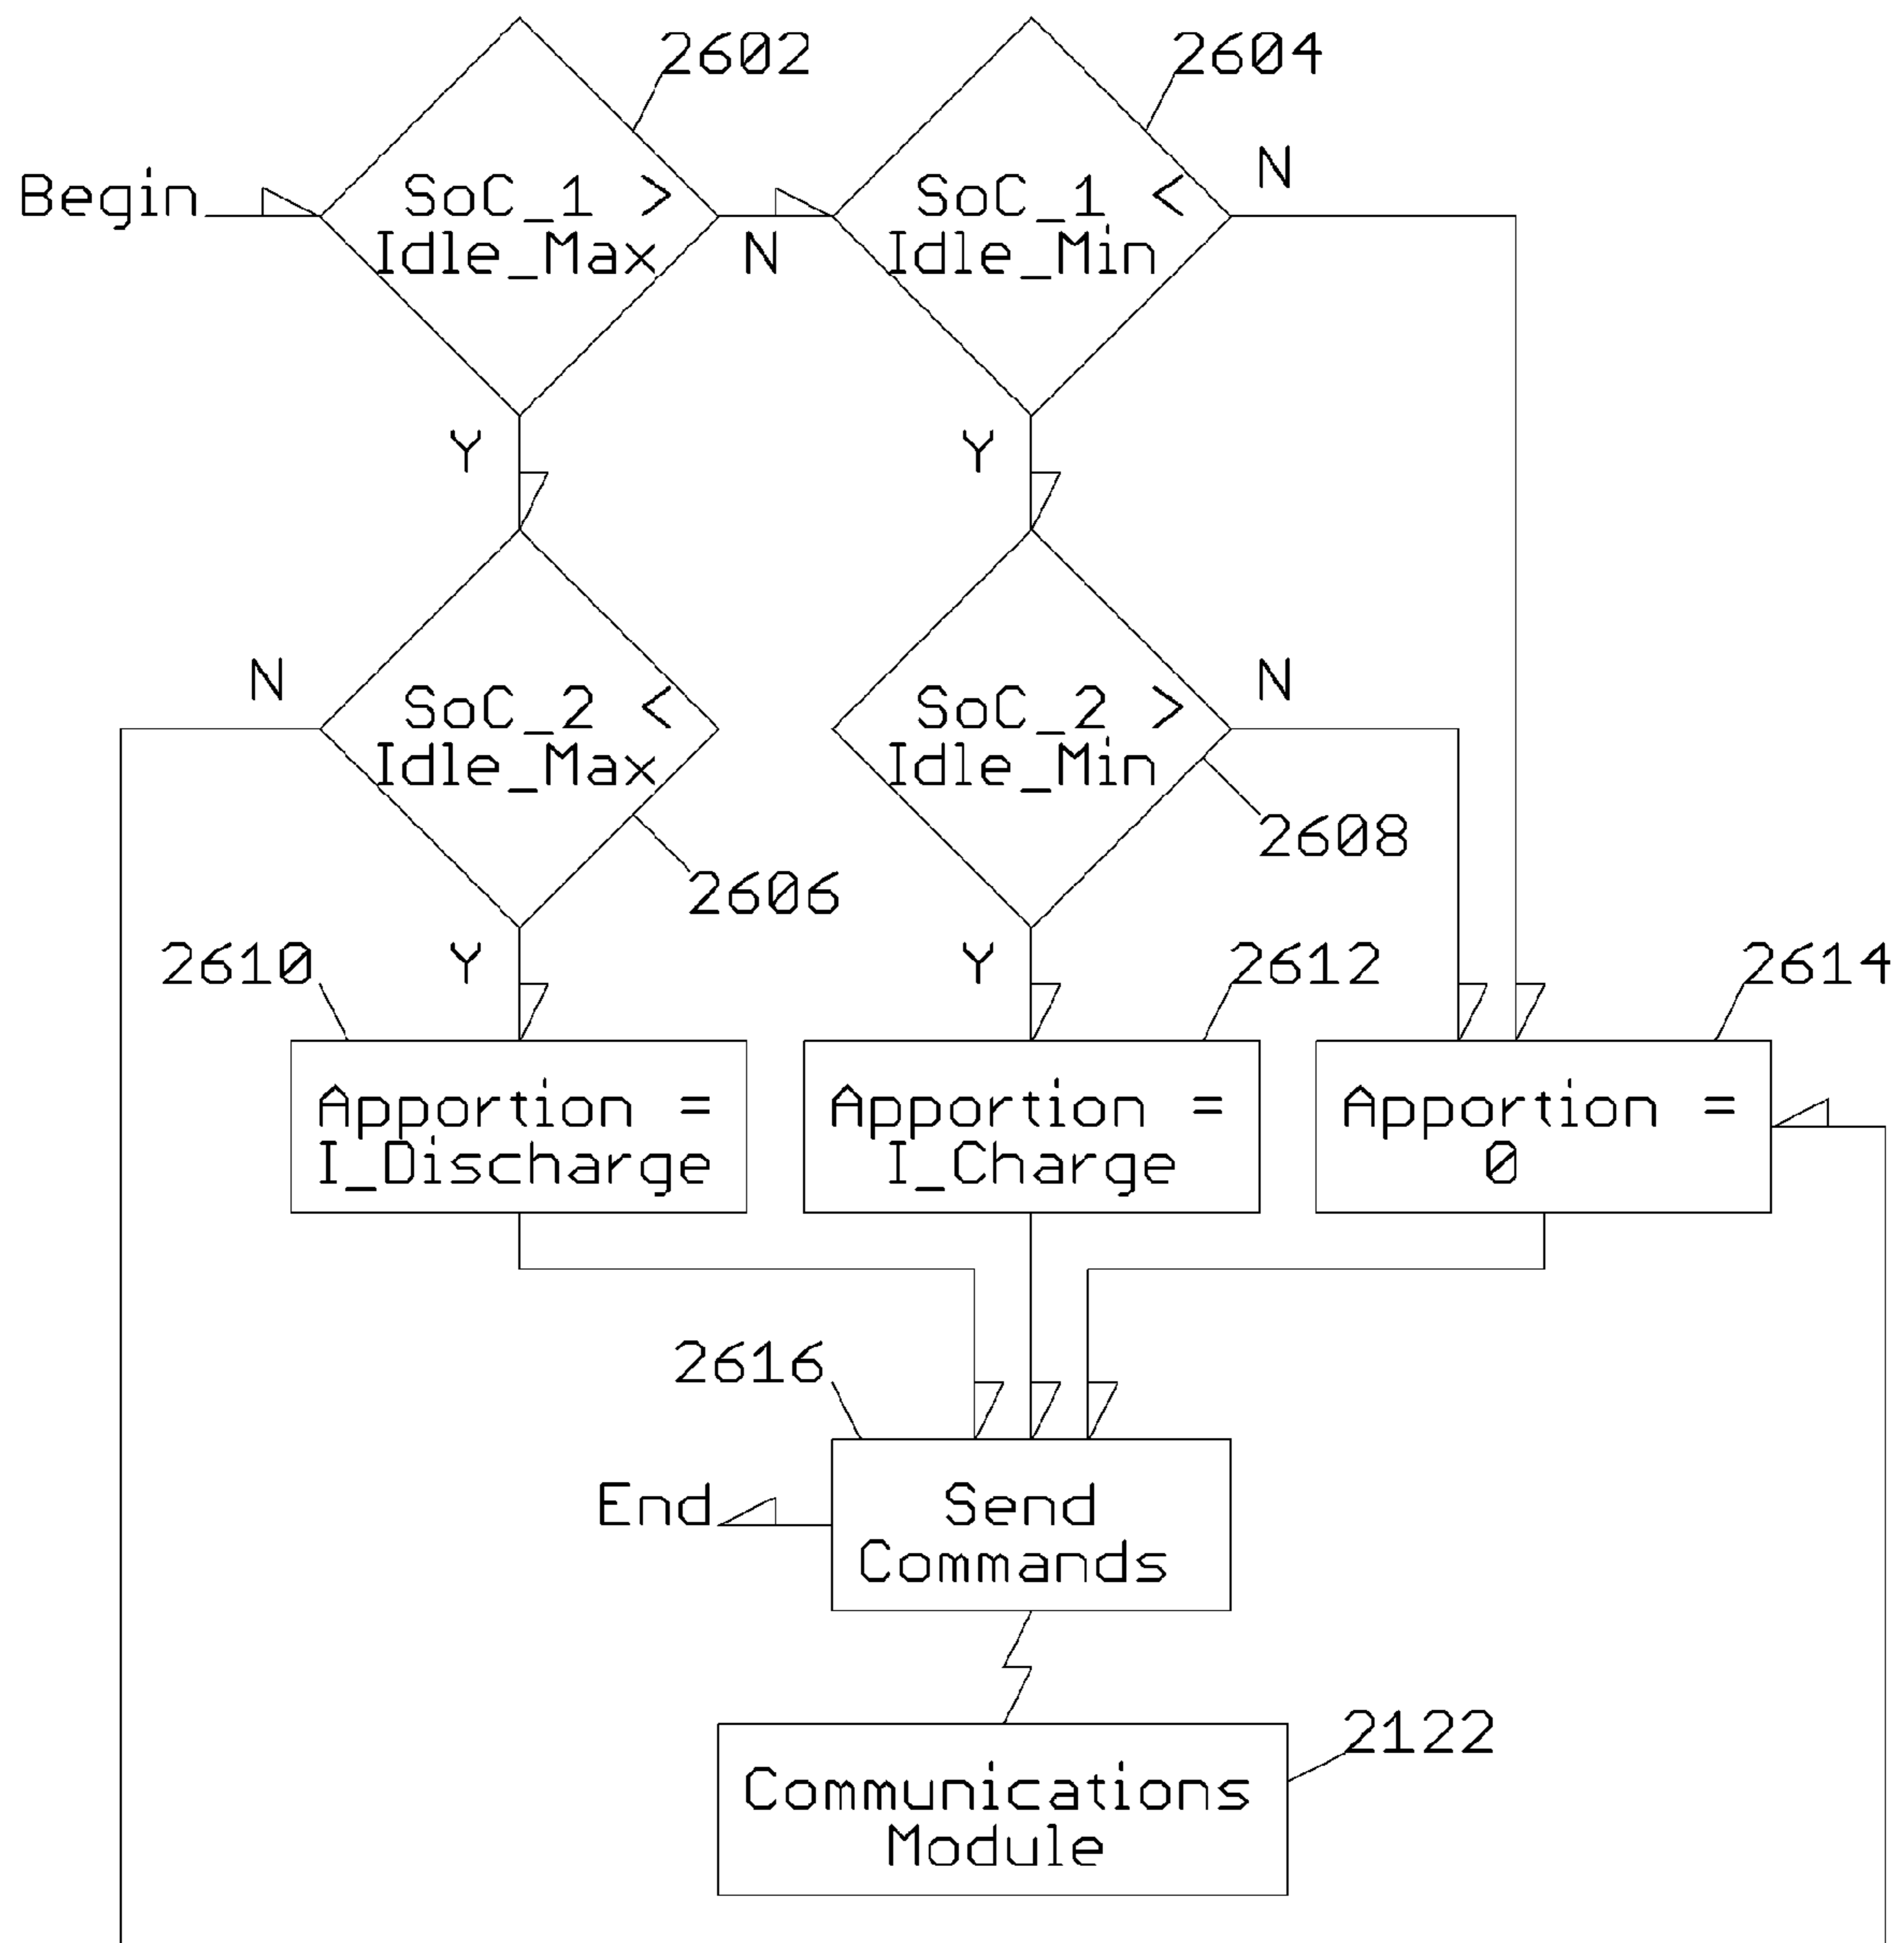 2602
2604
Begin
SoC_1 >
Idle_Max
N
SoC_1 <
Idle_Min
N
Y
Y
N
SoC_2 <
Idle_Max
SoC_2 >
Idle_Min
N
2606
2608
2610
Y
Y
2612
2614
Apportion =
I_Discharge
Apportion =
I_Charge
Apportion =
0
2616
End
Send
Commands
2122
Communications
Module